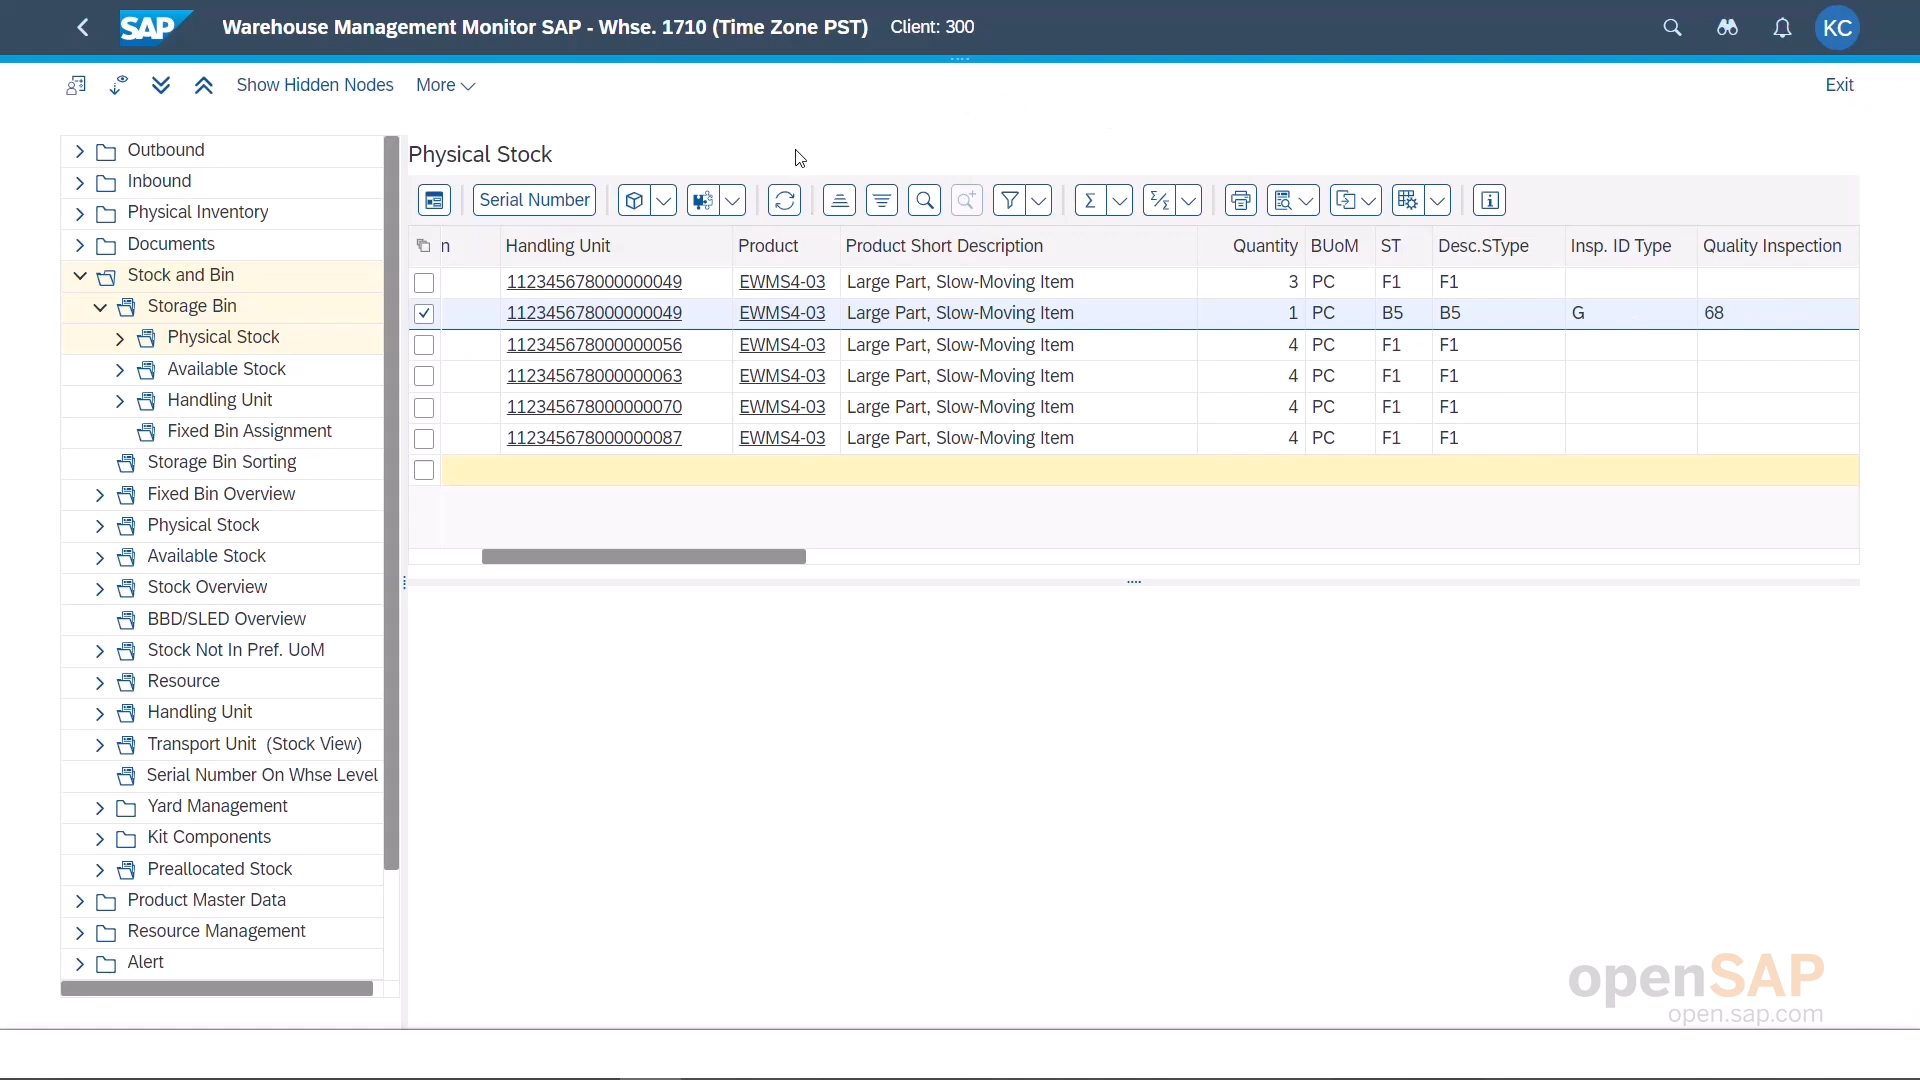 SAP Warehouse Management Monitor SAP - Whse. 1710 (Time Zone PST) Client: 300 KC
Show Hidden Nodes More Exit
Outbound
Inbound
Physical Inventory
Documents
Stock and Bin
Storage Bin
Physical Stock
Available Stock
Handling Unit
Fixed Bin Assignment
Storage Bin Sorting
Fixed Bin Overview
Physical Stock
Available Stock
Stock Overview
BBD/SLED Overview
Stock Not In Pref. UoM
Resource
Handling Unit
Transport Unit (Stock View)
Serial Number On Whse Level
Yard Management
Kit Components
Preallocated Stock
Product Master Data
Resource Management
Alert
Physical Stock
Serial Number
n Handling Unit Product Product Short Description Quantity BUoM ST Desc.SType Insp. ID Type Quality Inspection
112345678000000049 EWMS4-03 Large Part, Slow-Moving Item 3 PC F1 F1
112345678000000049 EWMS4-03 Large Part, Slow-Moving Item 1 PC B5 B5 G 68
112345678000000056 EWMS4-03 Large Part, Slow-Moving Item 4 PC F1 F1
112345678000000063 EWMS4-03 Large Part, Slow-Moving Item 4 PC F1 F1
112345678000000070 EWMS4-03 Large Part, Slow-Moving Item 4 PC F1 F1
112345678000000087 EWMS4-03 Large Part, Slow-Moving Item 4 PC F1 F1
openSAP
open.sap.com